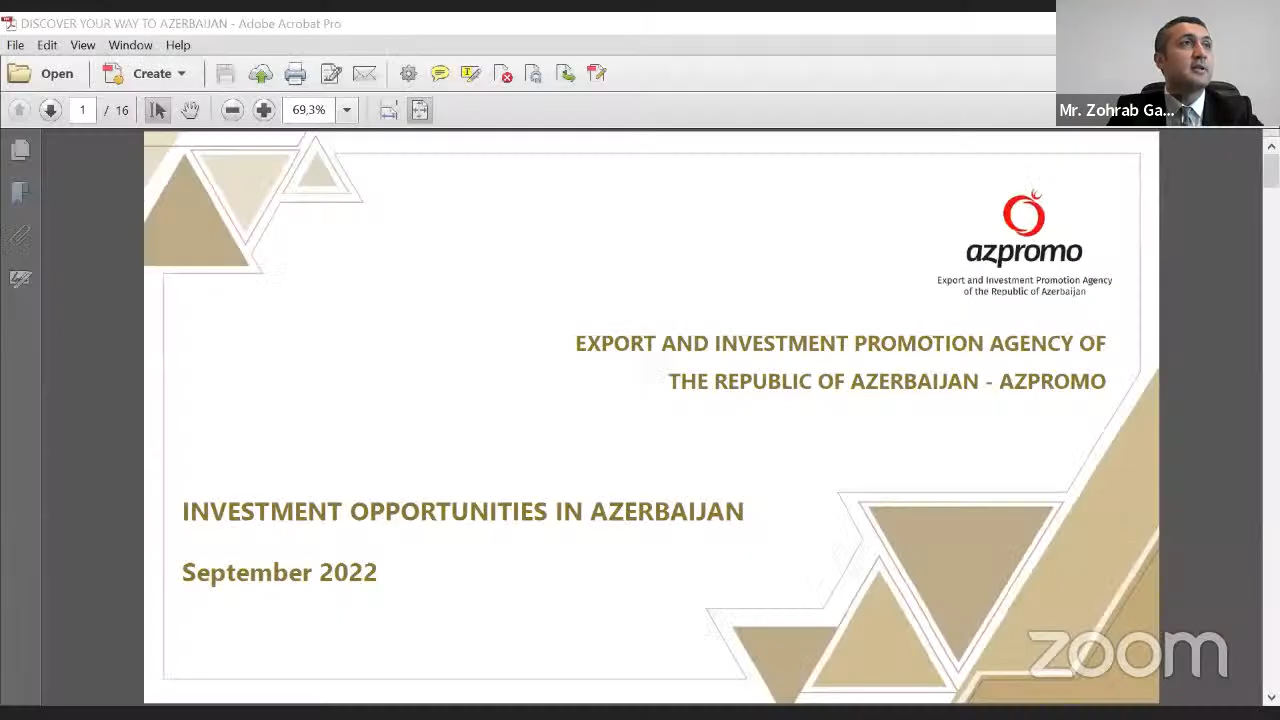 DISCOVER YOUR WAY TO AZERBAIJAN - Adobe Acrobat Pro
File Edit View Window Help
Open Create
1 / 16 69,3%
Mr. Zohrab Ga...
azpromo
Export and Investment Promotion Agency
of the Republic of Azerbaijan
EXPORT AND INVESTMENT PROMOTION AGENCY OF
THE REPUBLIC OF AZERBAIJAN - AZPROMO
INVESTMENT OPPORTUNITIES IN AZERBAIJAN
September 2022
zoom